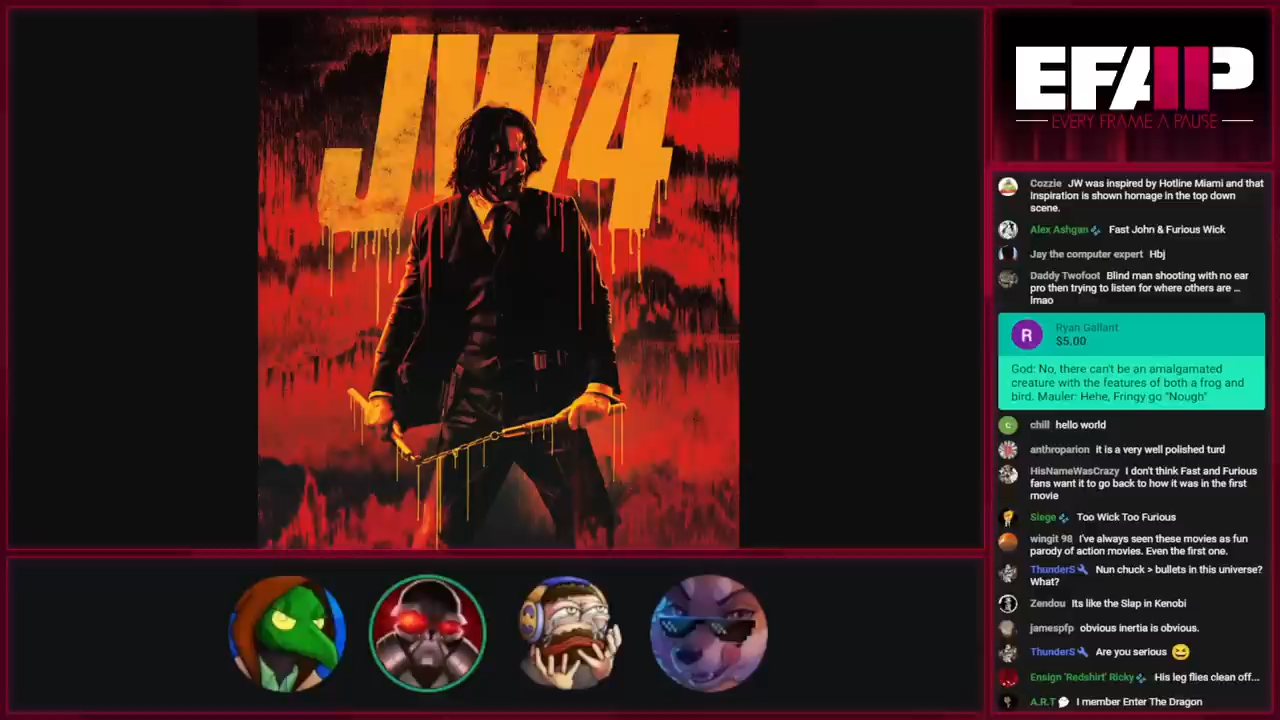 JW4
EFAP
EVERY FRAME A PAUSE
Cozzie JW was inspired by Hotline Miami and that
inspiration is shown homage in the top down
scene.
Alex Ashgan Fast John & Furious Wick
Jay the computer expert Hbj
Daddy Twofoot Blind man shooting with no ear
pro then trying to listen for where others are ...
lmao
R
Ryan Gallant
$5.00
God: No, there can't be an amalgamated
creature with the features of both a frog and
bird. Mauler: Hehe, Fringy go "Nough"
c
chill hello world
anthroparion it is a very well polished turd
HisNameWasCrazy I don't think Fast and Furious
fans want it to go back to how it was in the first
movie
Siege Too Wick Too Furious
wingit 98 I've always seen these movies as fun
parody of action movies. Even the first one.
ThunderS Nun chuck > bullets in this universe?
What?
Zendou Its like the Slap in Kenobi
jamespfp obvious inertia is obvious.
ThunderS Are you serious 😆
Ensign 'Redshirt' Ricky His leg flies clean off...
A.R.T I member Enter The Dragon